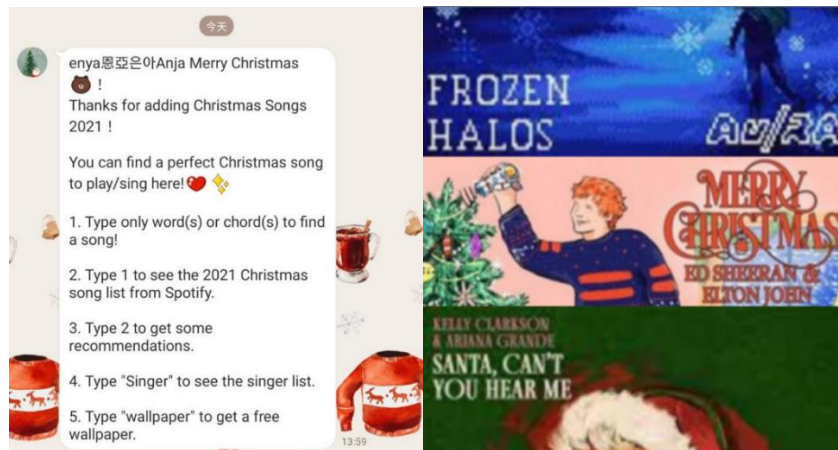 今天
enya恩亞은아Anja Merry Christmas
!
Thanks for adding Christmas Songs
2021 !
You can find a perfect Christmas song
to play/sing here!
1. Type only word(s) or chord(s) to find
a song!
2. Type 1 to see the 2021 Christmas
song list from Spotify.
3. Type 2 to get some
recommendations.
4. Type "Singer" to see the singer list.
5. Type "wallpaper" to get a free
wallpaper.
13:59
FROZEN
HALOS
AU/RA
MERRY
CHRISTMAS
ED SHEERAN &
ELTON JOHN
KELLY CLARKSON
& ARIANA GRANDE
SANTA, CAN'T
YOU HEAR ME